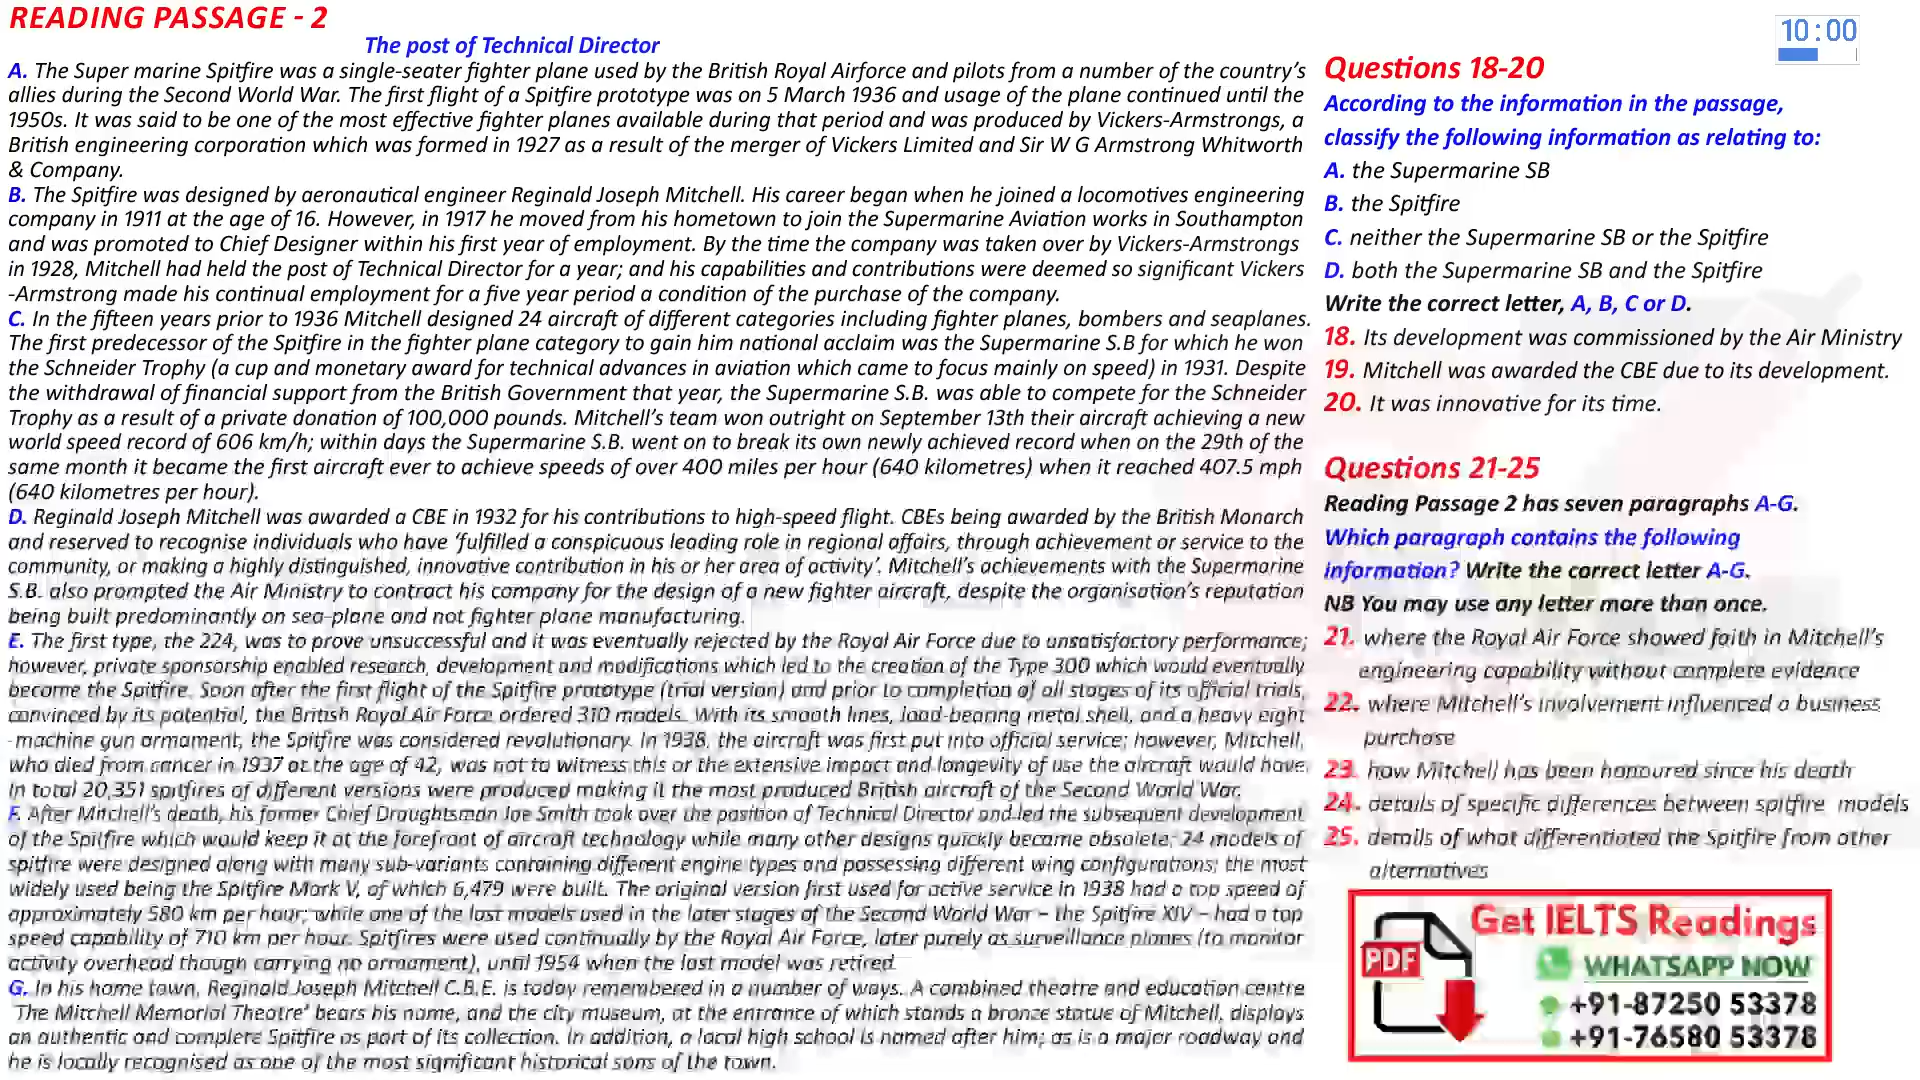 READING PASSAGE - 2
The post of Technical Director
A. The Super marine Spitfire was a single-seater fighter plane used by the British Royal Airforce and pilots from a number of the country's
allies during the Second World War. The first flight of a Spitfire prototype was on 5 March 1936 and usage of the plane continued until the
1950s. It was said to be one of the most effective fighter planes available during that period and was produced by Vickers-Armstrongs, a
British engineering corporation which was formed in 1927 as a result of the merger of Vickers Limited and Sir W G Armstrong Whitworth
& Company.
B. The Spitfire was designed by aeronautical engineer Reginald Joseph Mitchell. His career began when he joined a locomotives engineering
company in 1911 at the age of 16. However, in 1917 he moved from his hometown to join the Supermarine Aviation works in Southampton
and was promoted to Chief Designer within his first year of employment. By the time the company was taken over by Vickers-Armstrongs
in 1928, Mitchell had held the post of Technical Director for a year; and his capabilities and contributions were deemed so significant Vickers
-Armstrong made his continual employment for a five year period a condition of the purchase of the company.
C. In the fifteen years prior to 1936 Mitchell designed 24 aircraft of different categories including fighter planes, bombers and seaplanes.
The first predecessor of the Spitfire in the fighter plane category to gain him national acclaim was the Supermarine S.B for which he won
the Schneider Trophy (a cup and monetary award for technical advances in aviation which came to focus mainly on speed) in 1931. Despite
the withdrawal of financial support from the British Government that year, the Supermarine S.B. was able to compete for the Schneider
Trophy as a result of a private donation of 100,000 pounds. Mitchell's team won outright on September 13th their aircraft achieving a new
world speed record of 606 km/h; within days the Supermarine S.B. went on to break its own newly achieved record when on the 29th of the
same month it became the first aircraft ever to achieve speeds of over 400 miles per hour (640 kilometres) when it reached 407.5 mph
(640 kilometres per hour).
D. Reginald Joseph Mitchell was awarded a CBE in 1932 for his contributions to high-speed flight. CBEs being awarded by the British Monarch
and reserved to recognise individuals who have 'fulfilled a conspicuous leading role in regional affairs, through achievement or service to the
community, or making a highly distinguished, innovative contribution in his or her area of activity'. Mitchell's achievements with the Supermarine
S.B. also prompted the Air Ministry to contract his company for the design of a new fighter aircraft, despite the organisation's reputation
being built predominantly on sea-plane and not fighter plane manufacturing.
E. The first type, the 224, was to prove unsuccessful and it was eventually rejected by the Royal Air Force due to unsatisfactory performance;
however, private sponsorship enabled research, development and modifications which led to the creation of the Type 300 which would eventually
become the Spitfire. Soon after the first flight of the Spitfire prototype (trial version) and prior to completion of all stages of its official trials,
convinced by its potential, the British Royal Air Force ordered 310 models. With its smooth lines, load-bearing metal shell, and a heavy eight
-machine gun armament, the Spitfire was considered revolutionary. In 1938, the aircraft was first put into official service; however, Mitchell,
who died from cancer in 1937 at the age of 42, was not to witness this or the extensive impact and longevity of use the aircraft would have.
In total 20,351 spitfires of different versions were produced making it the most produced British aircraft of the Second World War.
F. After Mitchell's death, his former Chief Draughtsman Joe Smith took over the position of Technical Director and led the subsequent development
of the Spitfire which would keep it at the forefront of aircraft technology while many other designs quickly became obsolete; 24 models of
spitfire were designed along with many sub-variants containing different engine types and possessing different wing configurations; the most
widely used being the Spitfire Mark V, of which 6,479 were built. The original version first used for active service in 1938 had a top speed of
approximately 580 km per hour; while one of the last models used in the later stages of the Second World War – the Spitfire XIV – had a top
speed capability of 710 km per hour. Spitfires were used continually by the Royal Air Force, later purely as surveillance planes (to monitor
activity overhead though carrying no armament), until 1954 when the last model was retired.
G. In his home town, Reginald Joseph Mitchell C.B.E. is today remembered in a number of ways. A combined theatre and education centre
'The Mitchell Memorial Theatre' bears his name, and the city museum, at the entrance of which stands a bronze statue of Mitchell, displays
an authentic and complete Spitfire as part of its collection. In addition, a local high school is named after him; as is a major roadway and
he is locally recognised as one of the most significant historical sons of the town.
10:00
Questions 18-20
According to the information in the passage,
classify the following information as relating to:
A. the Supermarine SB
B. the Spitfire
C. neither the Supermarine SB or the Spitfire
D. both the Supermarine SB and the Spitfire
Write the correct letter, A, B, C or D.
18. Its development was commissioned by the Air Ministry
19. Mitchell was awarded the CBE due to its development.
20. It was innovative for its time.
Questions 21-25
Reading Passage 2 has seven paragraphs A-G.
Which paragraph contains the following
information? Write the correct letter A-G.
NB You may use any letter more than once.
21. where the Royal Air Force showed faith in Mitchell's
engineering capability without complete evidence
22. where Mitchell's involvement influenced a business
purchase
23. how Mitchell has been honoured since his death
24. details of specific differences between spitfire models
25. details of what differentiated the Spitfire from other
alternatives
Get IELTS Readings
PDF
WHATSAPP NOW
+91-87250 53378
+91-76580 53378